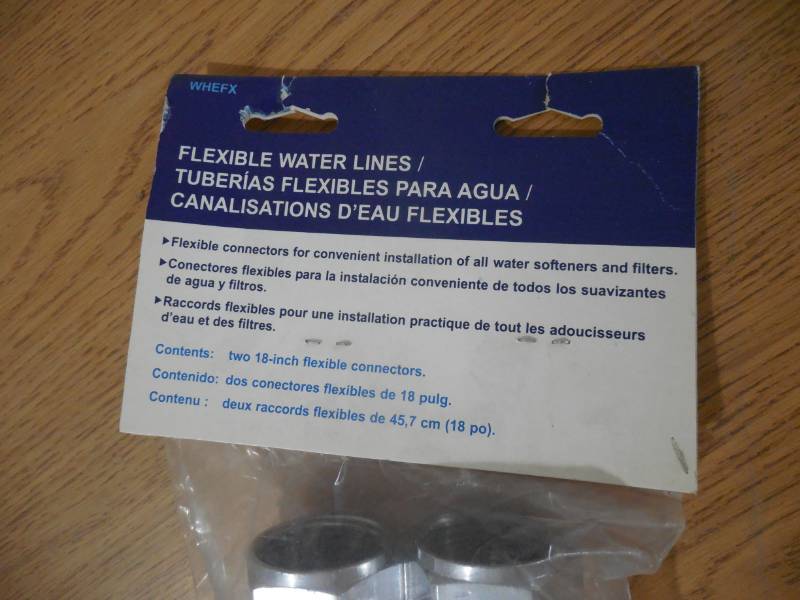 WHEFX
FLEXIBLE WATER LINES /
TUBERÍAS FLEXIBLES PARA AGUA /
CANALISATIONS D'EAU FLEXIBLES
▶Flexible connectors for convenient installation of all water softeners and filters.
▶Conectores flexibles para la instalación conveniente de todos los suavizantes
de agua y filtros.
▶Raccords flexibles pour une installation practique de tout les adoucisseurs
d'eau et des filtres.
Contents: two 18-inch flexible connectors.
Contenido: dos conectores flexibles de 18 pulg.
Contenu : deux raccords flexibles de 45,7 cm (18 po).